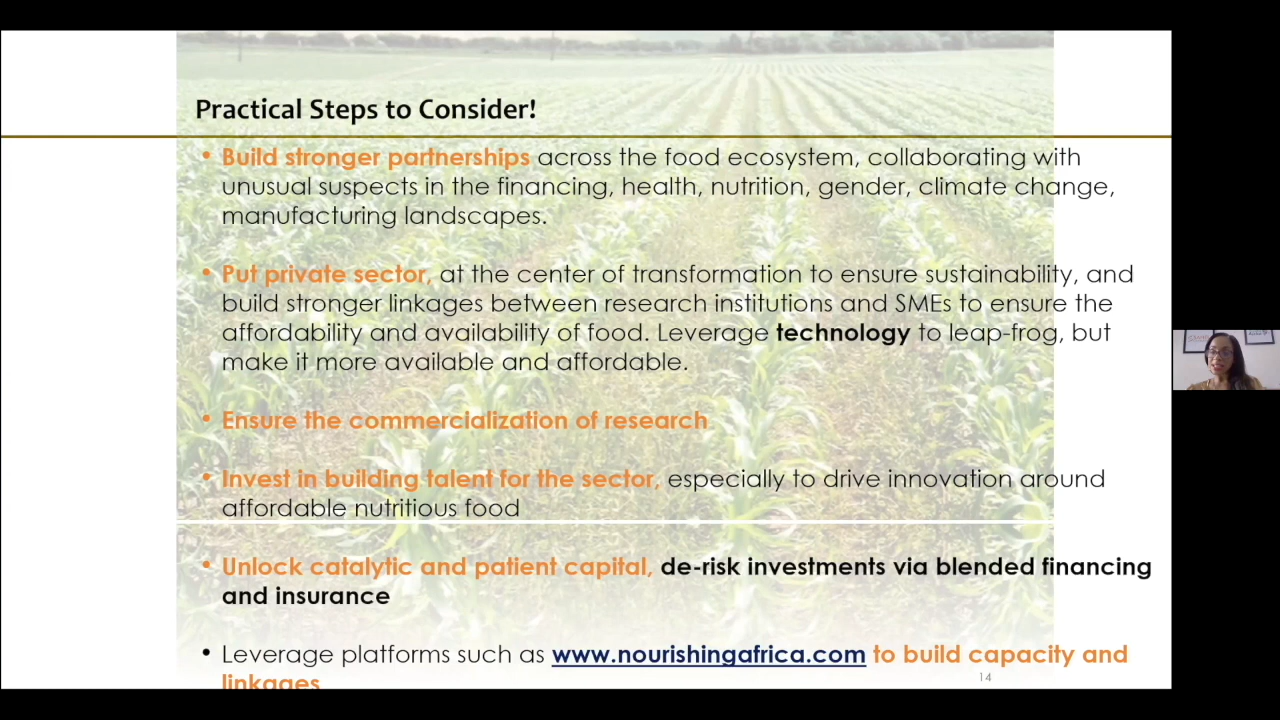 Practical Steps to Consider!
• Build stronger partnerships across the food ecosystem, collaborating with
unusual suspects in the financing, health, nutrition, gender, climate change,
manufacturing landscapes.
• Put private sector, at the center of transformation to ensure sustainability, and
build stronger linkages between research institutions and SMEs to ensure the
affordability and availability of food. Leverage technology to leap-frog, but
make it more available and affordable.
• Ensure the commercialization of research
• Invest in building talent for the sector, especially to drive innovation around
affordable nutritious food
• Unlock catalytic and patient capital, de-risk investments via blended financing
and insurance
• Leverage platforms such as www.nourishingafrica.com to build capacity and
linkages
14